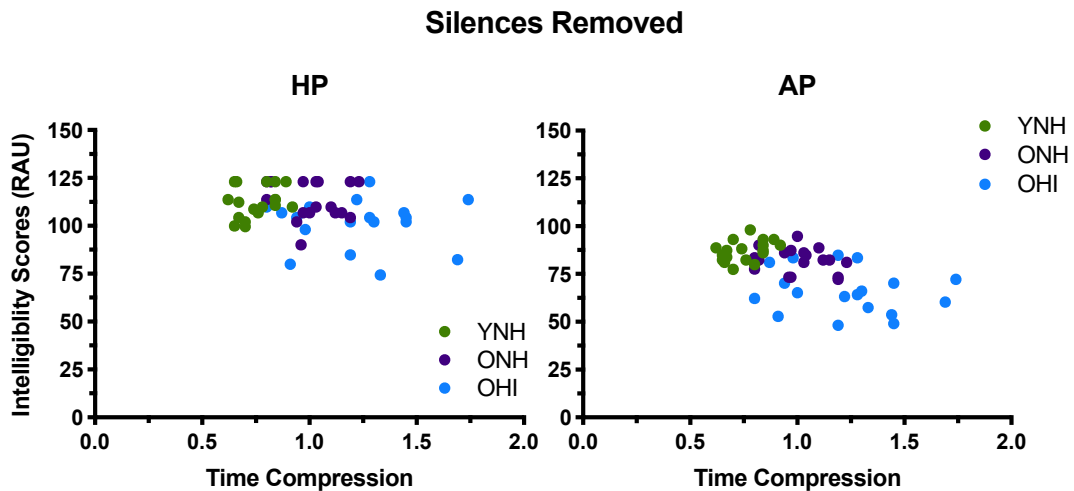 Silences Removed
HP
Intelligiblity Scores (RAU)
150
125
100
75
50
25
0
0.0 0.5 1.0 1.5 2.0
Time Compression
YNH
ONH
OHI
AP
150
125
100
75
50
25
0
0.0 0.5 1.0 1.5 2.0
Time Compression
YNH
ONH
OHI